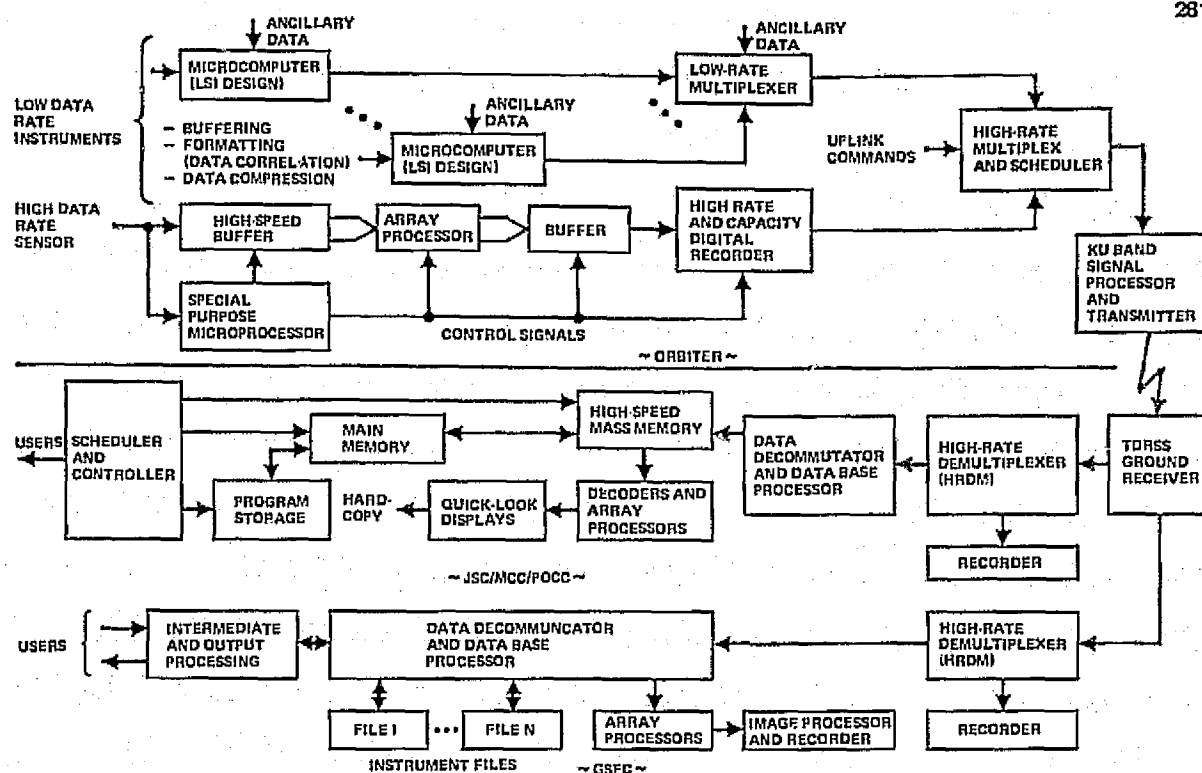 281
ANCILLARY
DATA
ANCILLARY
DATA
MICROCOMPUTER
(LSI DESIGN)
LOW-RATE
MULTIPLEXER
LOW DATA
RATE
INSTRUMENTS
– BUFFERING
– FORMATTING
(DATA CORRELATION)
– DATA COMPRESSION
ANCILLARY
DATA
MICROCOMPUTER
(LSI DESIGN)
UPLINK
COMMANDS
HIGH-RATE
MULTIPLEX
AND SCHEDULER
HIGH DATA
RATE
SENSOR
HIGH-SPEED
BUFFER
ARRAY
PROCESSOR
BUFFER
HIGH RATE
AND CAPACITY
DIGITAL
RECORDER
SPECIAL
PURPOSE
MICROPROCESSOR
CONTROL SIGNALS
KU BAND
SIGNAL
PROCESSOR
AND
TRANSMITTER
~ ORBITER ~
USERS
SCHEDULER
AND
CONTROLLER
MAIN
MEMORY
HIGH-SPEED
MASS MEMORY
DATA
DECOMMUTATOR
AND DATA BASE
PROCESSOR
HIGH-RATE
DEMULTIPLEXER
(HRDM)
TDRSS
GROUND
RECEIVER
PROGRAM
STORAGE
HARD-
COPY
QUICK-LOOK
DISPLAYS
DECODERS AND
ARRAY
PROCESSORS
RECORDER
~ JSC/MCC/POCC ~
USERS
INTERMEDIATE
AND OUTPUT
PROCESSING
DATA DECOMMUNCATOR
AND DATA BASE
PROCESSOR
HIGH-RATE
DEMULTIPLEXER
(HRDM)
FILE I
•••
FILE N
ARRAY
PROCESSORS
IMAGE PROCESSOR
AND RECORDER
RECORDER
INSTRUMENT FILES
~ GSFC ~